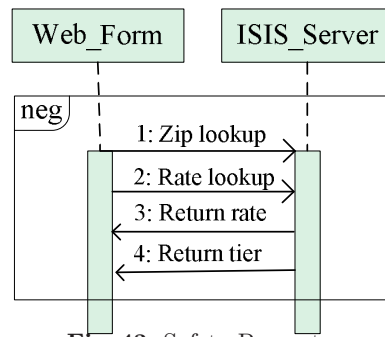 Web_Form
ISIS_Server
neg
1: Zip lookup
2: Rate lookup
3: Return rate
4: Return tier